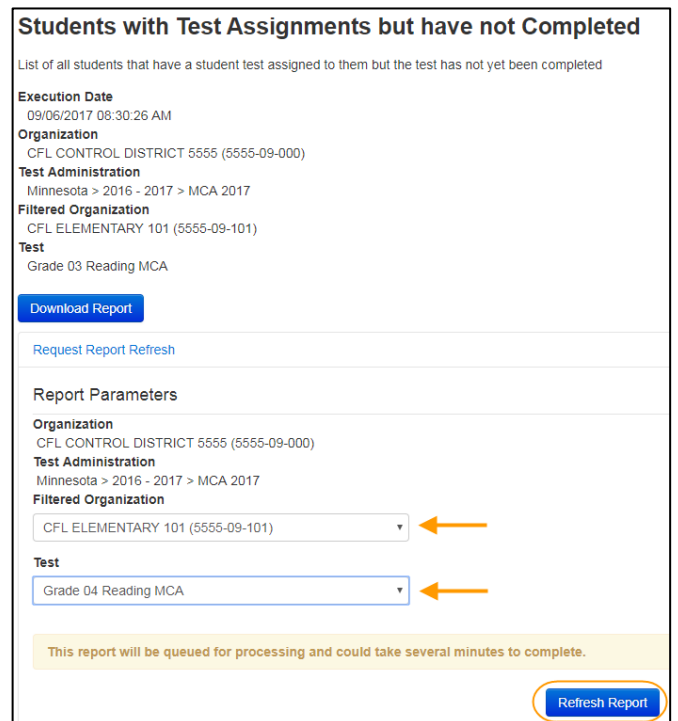 Students with Test Assignments but have not Completed
List of all students that have a student test assigned to them but the test has not yet been completed
Execution Date
09/06/2017 08:30:26 AM
Organization
CFL CONTROL DISTRICT 5555 (5555-09-000)
Test Administration
Minnesota > 2016 - 2017 > MCA 2017
Filtered Organization
CFL ELEMENTARY 101 (5555-09-101)
Test
Grade 03 Reading MCA
Download Report
Request Report Refresh
Report Parameters
Organization
CFL CONTROL DISTRICT 5555 (5555-09-000)
Test Administration
Minnesota > 2016 - 2017 > MCA 2017
Filtered Organization
CFL ELEMENTARY 101 (5555-09-101)
Test
Grade 04 Reading MCA
This report will be queued for processing and could take several minutes to complete.
Refresh Report